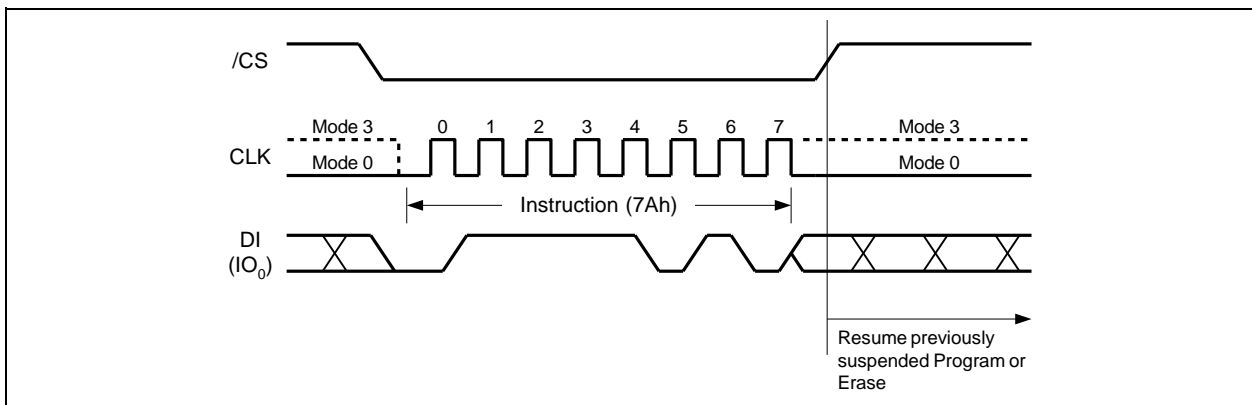 /CS
Mode 3 0 1 2 3 4 5 6 7 Mode 3
CLK
Mode 0 Mode 0
Instruction (7Ah)
DI
(IO₀)
Resume previously
suspended Program or
Erase